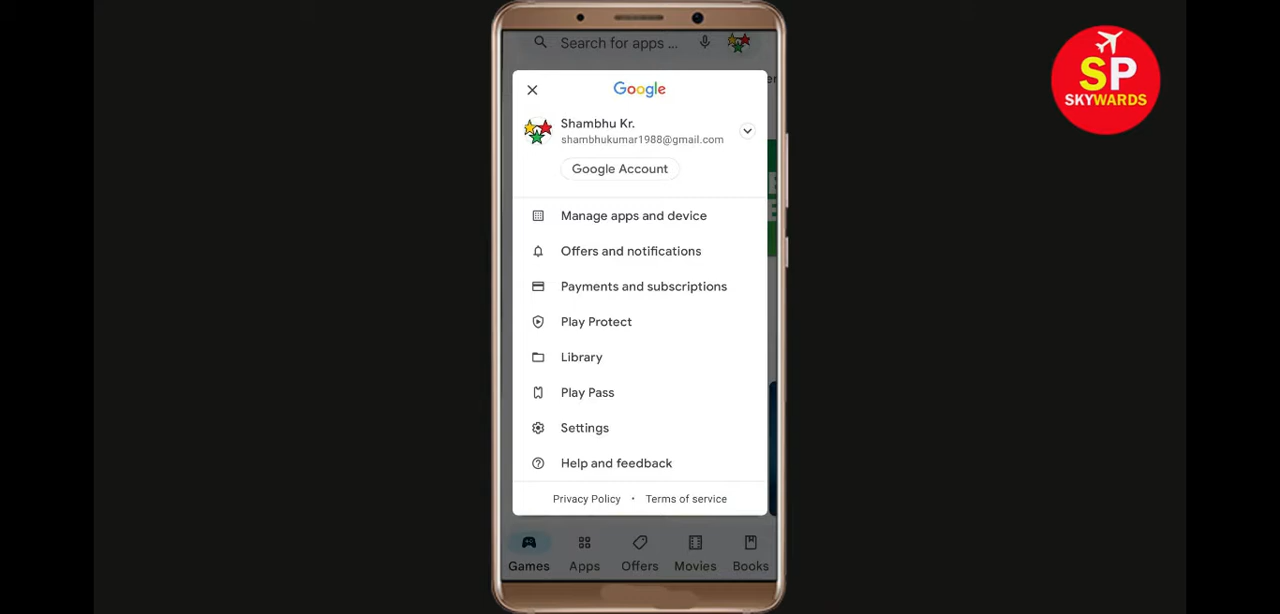 Search for apps ...
SP
SKYWARDS
Google
Shambhu Kr.
shambhukumar1988@gmail.com
Google Account
Manage apps and device
Offers and notifications
Payments and subscriptions
Play Protect
Library
Play Pass
Settings
Help and feedback
Privacy Policy • Terms of service
Games Apps Offers Movies Books